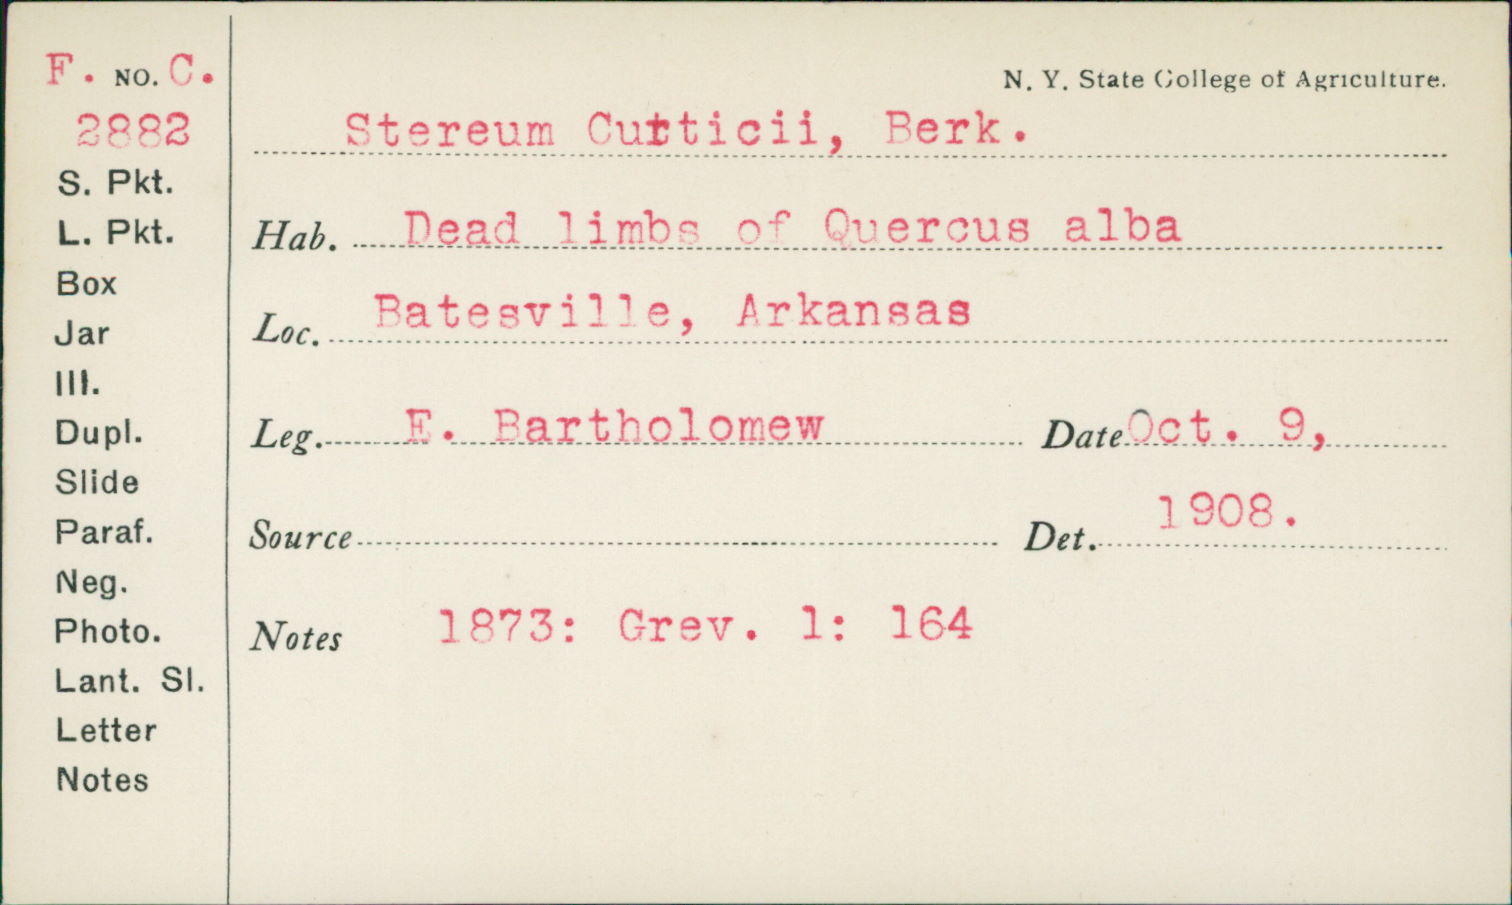 F. NO. C.
2882
S. Pkt.
L. Pkt.
Box
Jar
Ill.
Dupl.
Slide
Paraf.
Neg.
Photo.
Lant. Sl.
Letter
Notes
N. Y. State College of Agriculture.
Stereum Curticii, Berk.
Hab. Dead limbs of Quercus alba
Loc. Batesville, Arkansas
Leg. E. Bartholomew Date Oct. 9,
Source Det. 1908.
Notes 1873: Grev. 1: 164